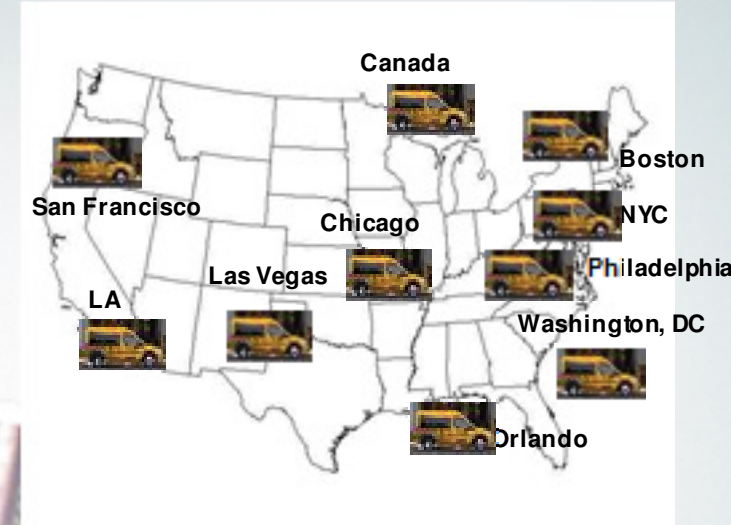 Canada
Boston
San Francisco
NYC
Chicago
Philadelphia
Las Vegas
LA
Washington, DC
Orlando